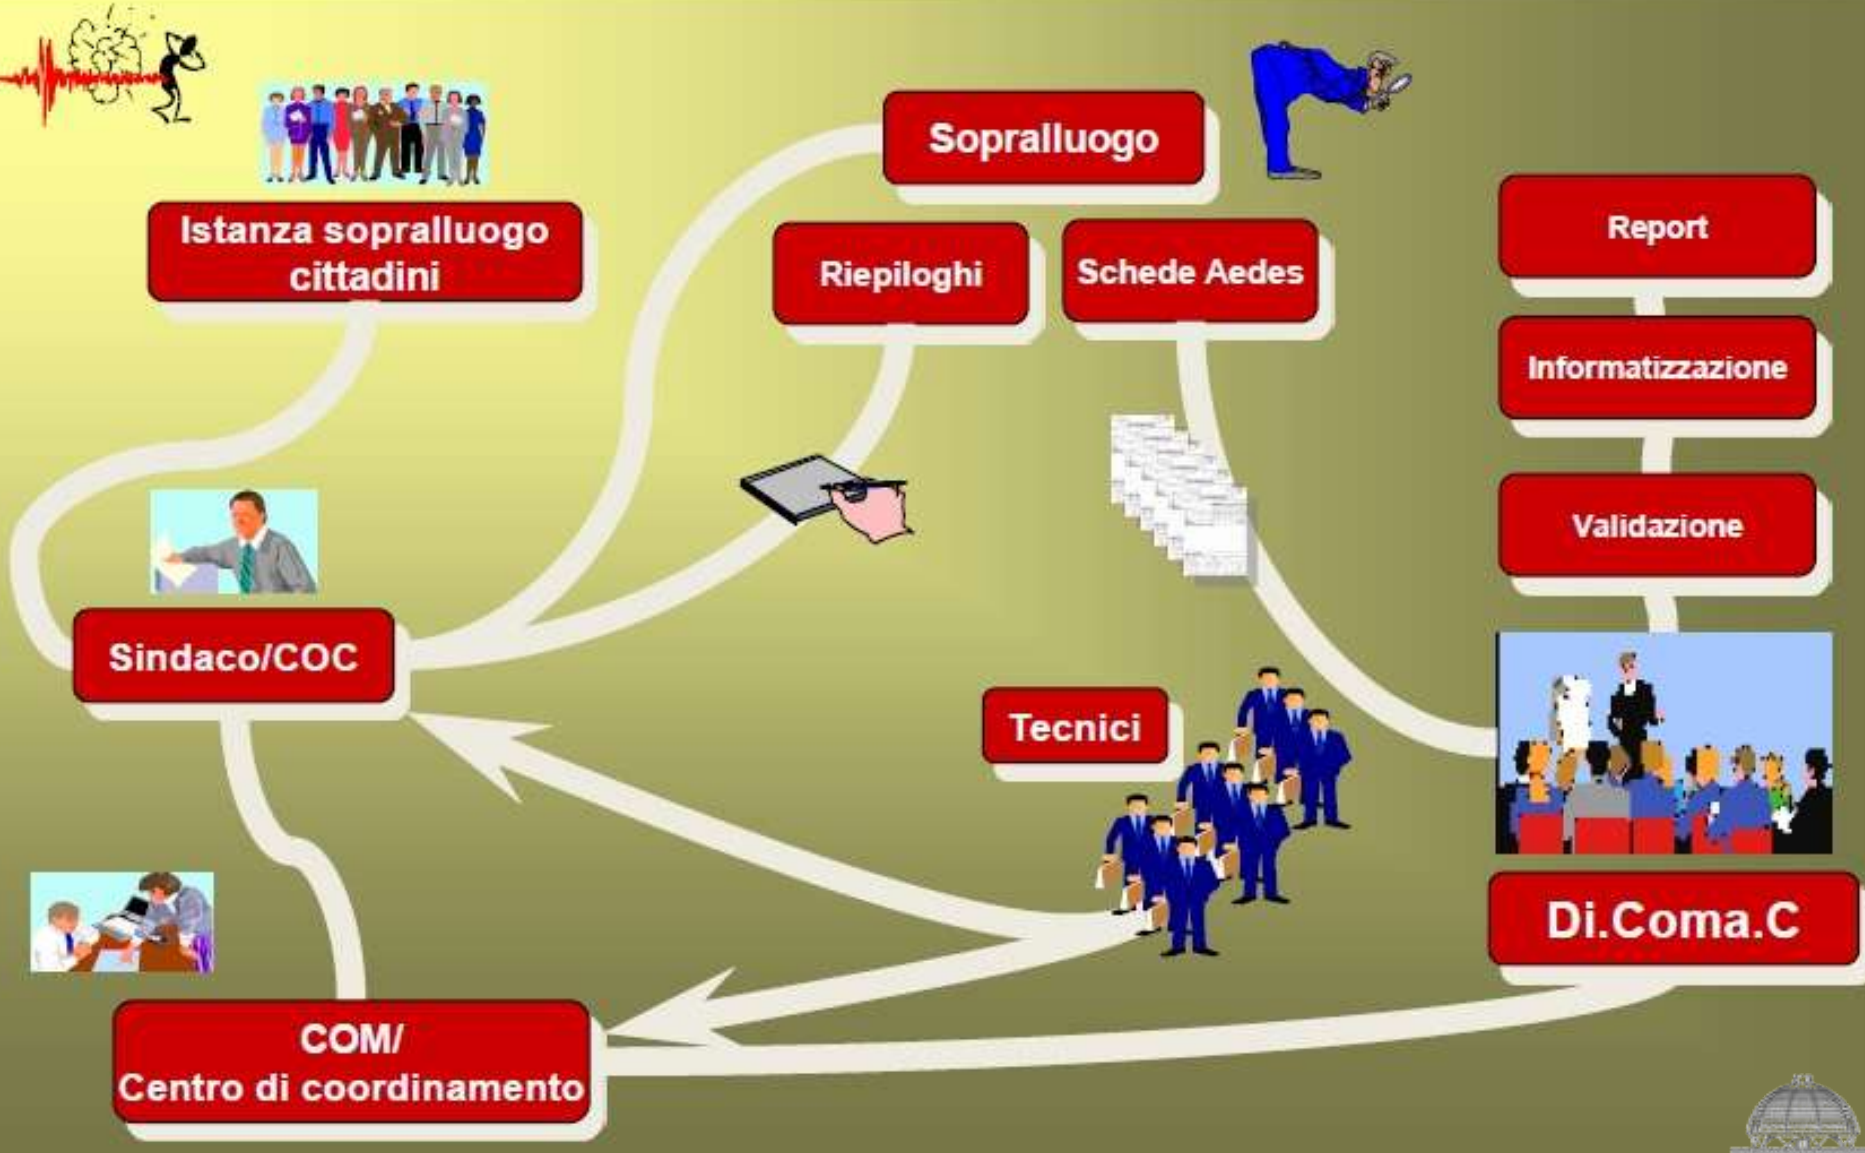 Istanza sopralluogo
cittadini
Sopralluogo
Riepiloghi
Schede Aedes
Report
Informatizzazione
Validazione
Sindaco/COC
Tecnici
Di.Coma.C
COM/
Centro di coordinamento